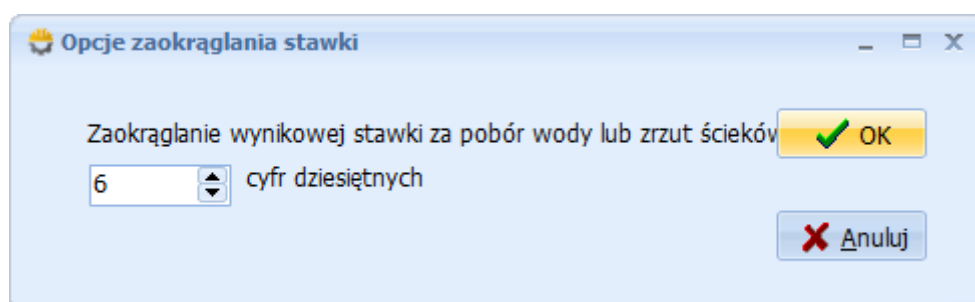 Opcje zaokrąglania stawki
Zaokrąglanie wynikowej stawki za pobór wody lub zrzut ścieków
OK
6 cyfr dziesiętnych
Anuluj